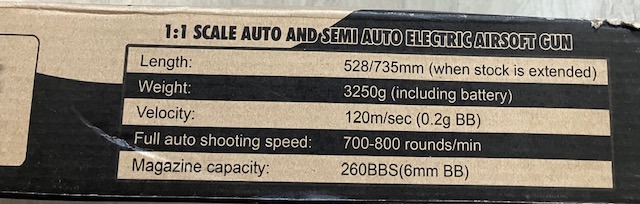 1:1 SCALE AUTO AND SEMI AUTO ELECTRIC AIRSOFT GUN
Length: 528/735mm (when stock is extended)
Weight: 3250g (including battery)
Velocity: 120m/sec (0.2g BB)
Full auto shooting speed: 700-800 rounds/min
Magazine capacity: 260BBS(6mm BB)